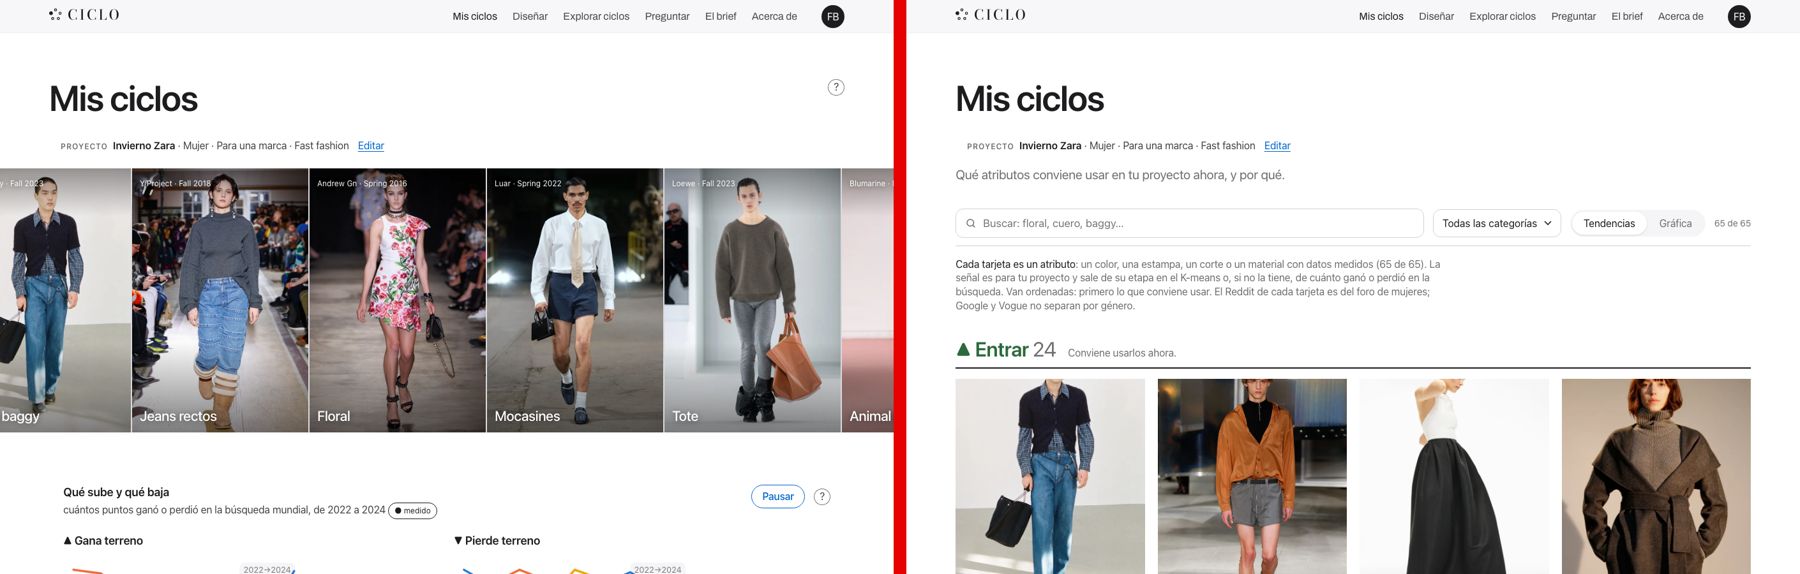 CICLO
Mis ciclos Diseñar Explorar ciclos Preguntar El brief Acerca de FB
Mis ciclos
?
PROYECTO Invierno Zara · Mujer · Para una marca · Fast fashion Editar
y · Fall 2023
Y/Project · Fall 2018
Andrew Gn · Spring 2016
Luar · Spring 2022
Loewe · Fall 2023
Blumarine ·
baggy
Jeans rectos
Floral
Mocasines
Tote
Animal
Qué sube y qué baja
cuántos puntos ganó o perdió en la búsqueda mundial, de 2022 a 2024 medido
Pausar ?
▲ Gana terreno
▼ Pierde terreno
2022→2024
2022→2024
CICLO
Mis ciclos Diseñar Explorar ciclos Preguntar El brief Acerca de FB
Mis ciclos
PROYECTO Invierno Zara · Mujer · Para una marca · Fast fashion Editar
Qué atributos conviene usar en tu proyecto ahora, y por qué.
Buscar: floral, cuero, baggy...
Todas las categorías
Tendencias Gráfica 65 de 65
Cada tarjeta es un atributo: un color, una estampa, un corte o un material con datos medidos (65 de 65). La
señal es para tu proyecto y sale de su etapa en el K-means o, si no la tiene, de cuánto ganó o perdió en la
búsqueda. Van ordenadas: primero lo que conviene usar. El Reddit de cada tarjeta es del foro de mujeres;
Google y Vogue no separan por género.
▲ Entrar 24 Conviene usarlos ahora.